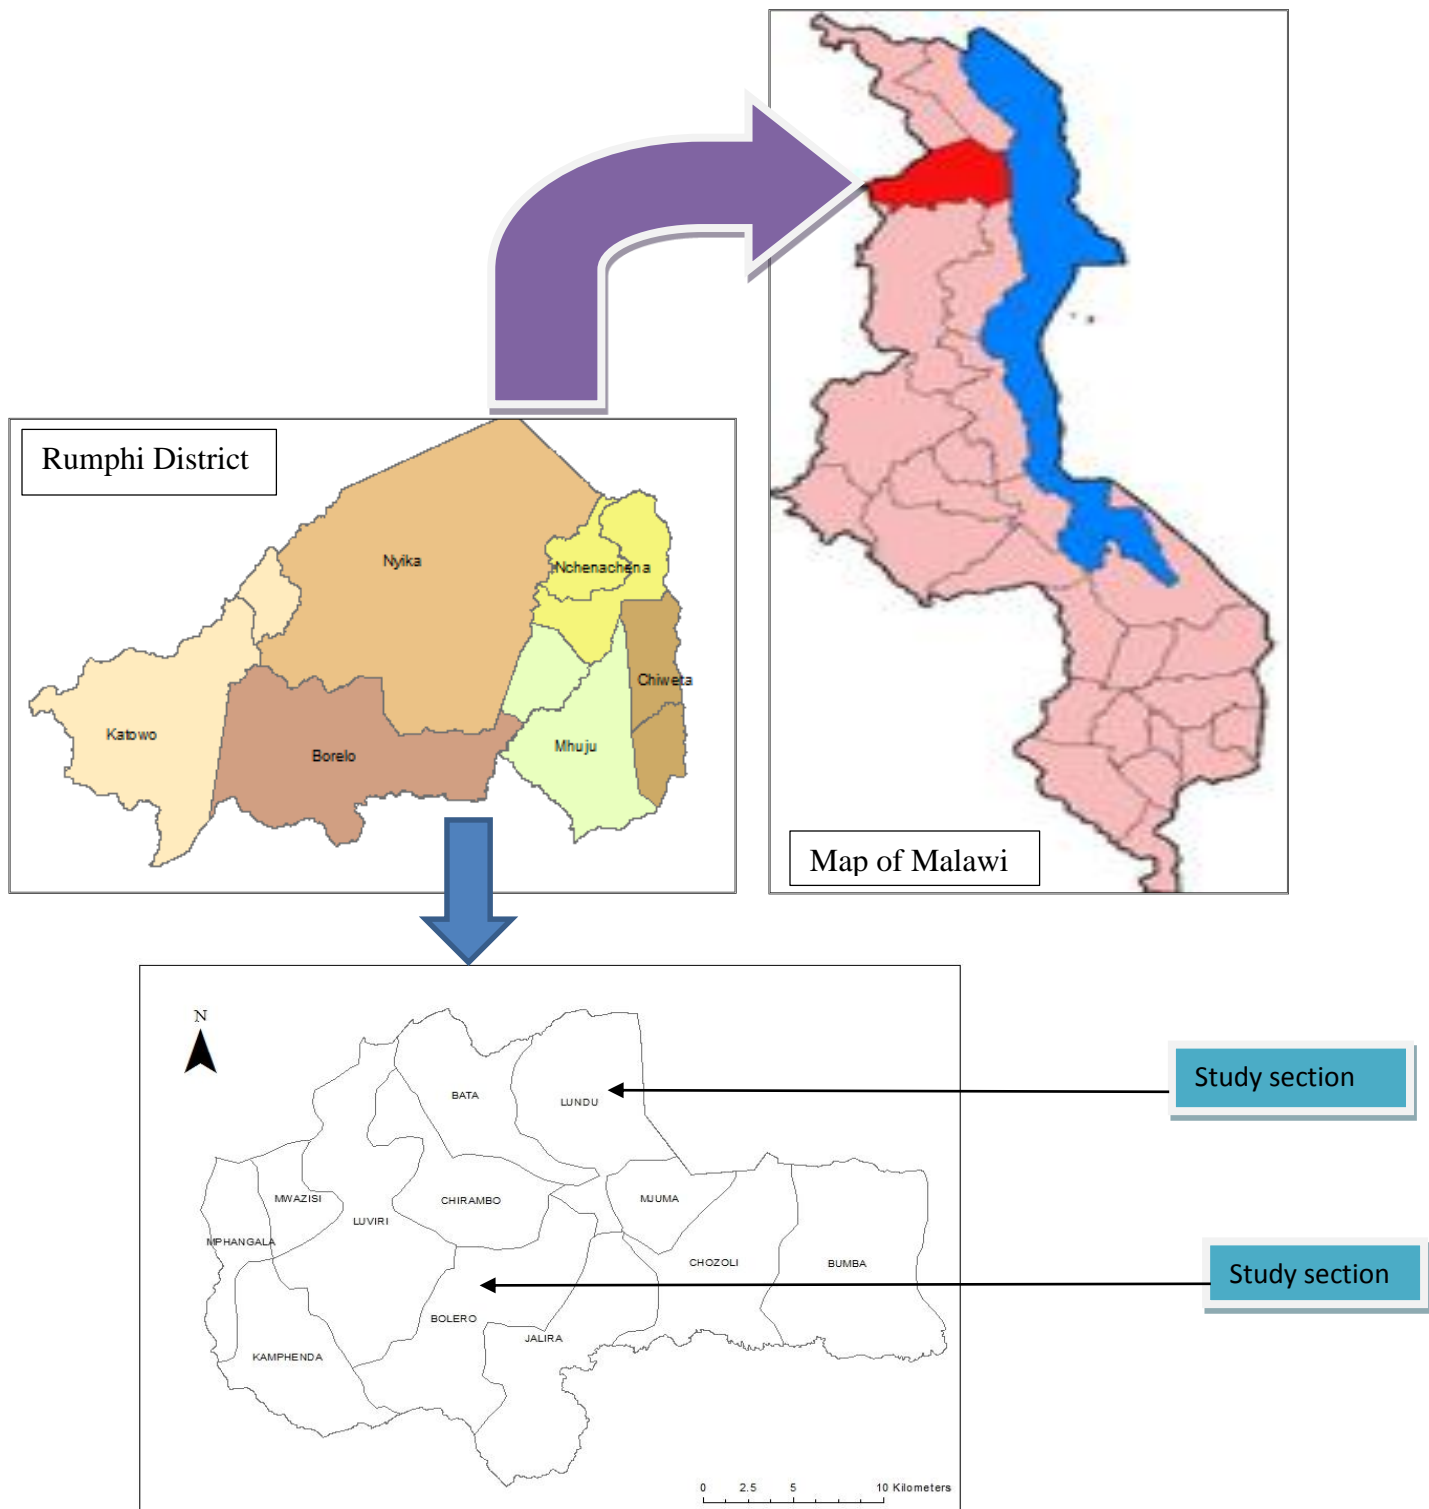 Rumphi District
Nyika
Nchenachena
Chiweta
Katowo
Borelo
Mhuju
Map of Malawi
N
BATA
LUNDU
Study section
MWAZISI
CHIRAMBO
MJUMA
LUVIRI
MPHANGALA
CHOZOLI
BUMBA
Study section
BOLERO
JALIRA
KAMPHENDA
0 2.5 5 10 Kilometers